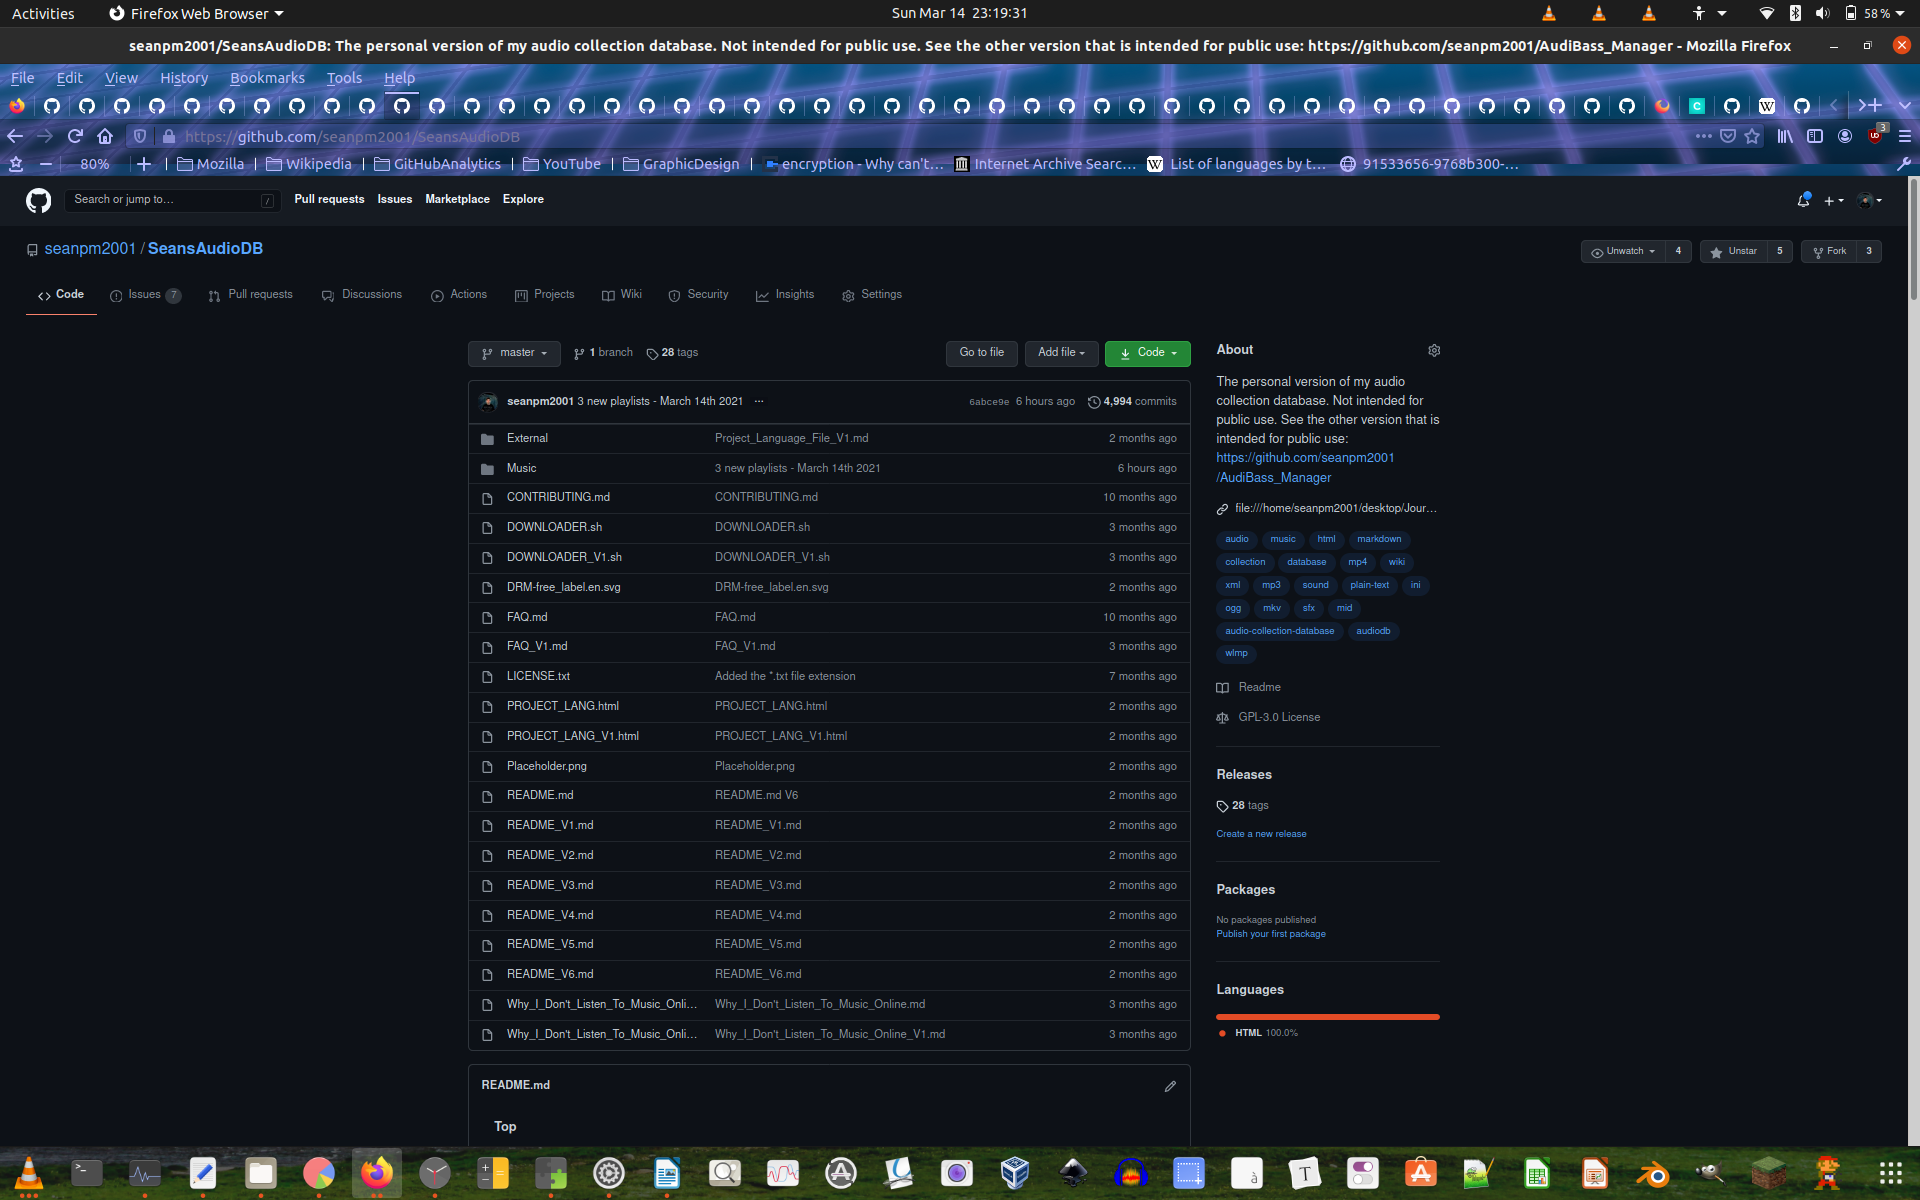 Activities
Firefox Web Browser
Sun Mar 14 23:19:31
58 %
seanpm2001/SeansAudioDB: The personal version of my audio collection database. Not intended for public use. See the other version that is intended for public use: https://github.com/seanpm2001/AudiBass_Manager - Mozilla Firefox
File Edit View History Bookmarks Tools Help
https://github.com/seanpm2001/SeansAudioDB
3
80%
Mozilla
Wikipedia
GitHubAnalytics
YouTube
GraphicDesign
encryption - Why can't…
Internet Archive Searc…
List of languages by t…
91533656-9768b300-…
Search or jump to…
/
Pull requests
Issues
Marketplace
Explore
seanpm2001 / SeansAudioDB
Unwatch 4
Unstar 5
Fork 3
Code
Issues 7
Pull requests
Discussions
Actions
Projects
Wiki
Security
Insights
Settings
master
1 branch
28 tags
Go to file
Add file
Code
seanpm2001 3 new playlists - March 14th 2021 ...
6abce9e 6 hours ago
4,994 commits
External Project_Language_File_V1.md 2 months ago
Music 3 new playlists - March 14th 2021 6 hours ago
CONTRIBUTING.md CONTRIBUTING.md 10 months ago
DOWNLOADER.sh DOWNLOADER.sh 3 months ago
DOWNLOADER_V1.sh DOWNLOADER_V1.sh 3 months ago
DRM-free_label.en.svg DRM-free_label.en.svg 2 months ago
FAQ.md FAQ.md 10 months ago
FAQ_V1.md FAQ_V1.md 3 months ago
LICENSE.txt Added the *.txt file extension 7 months ago
PROJECT_LANG.html PROJECT_LANG.html 2 months ago
PROJECT_LANG_V1.html PROJECT_LANG_V1.html 2 months ago
Placeholder.png Placeholder.png 2 months ago
README.md README.md V6 2 months ago
README_V1.md README_V1.md 2 months ago
README_V2.md README_V2.md 2 months ago
README_V3.md README_V3.md 2 months ago
README_V4.md README_V4.md 2 months ago
README_V5.md README_V5.md 2 months ago
README_V6.md README_V6.md 2 months ago
Why_I_Don't_Listen_To_Music_Onli… Why_I_Don't_Listen_To_Music_Online.md 3 months ago
Why_I_Don't_Listen_To_Music_Onli… Why_I_Don't_Listen_To_Music_Online_V1.md 3 months ago
README.md
Top
About
The personal version of my audio
collection database. Not intended for
public use. See the other version that is
intended for public use:
https://github.com/seanpm2001
/AudiBass_Manager
file:///home/seanpm2001/desktop/Jour…
audio music html markdown
collection database mp4 wiki
xml mp3 sound plain-text ini
ogg mkv sfx mid
audio-collection-database audiodb
wlmp
Readme
GPL-3.0 License
Releases
28 tags
Create a new release
Packages
No packages published
Publish your first package
Languages
HTML 100.0%